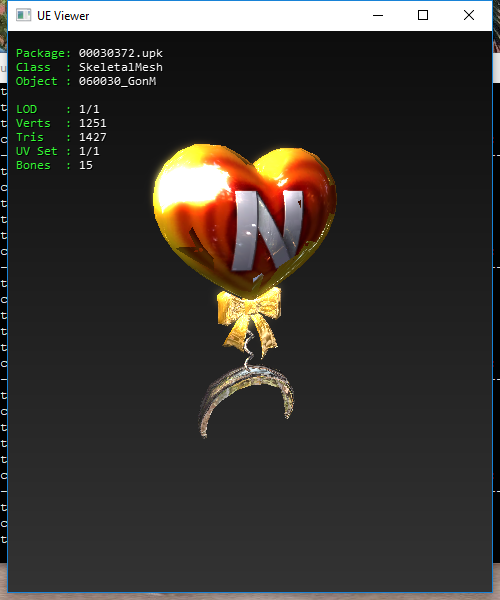 UE Viewer
Package: 00030372.upk
Class : SkeletalMesh
Object : 060030_GonM
LOD : 1/1
Verts : 1251
Tris : 1427
UV Set : 1/1
Bones : 15
N